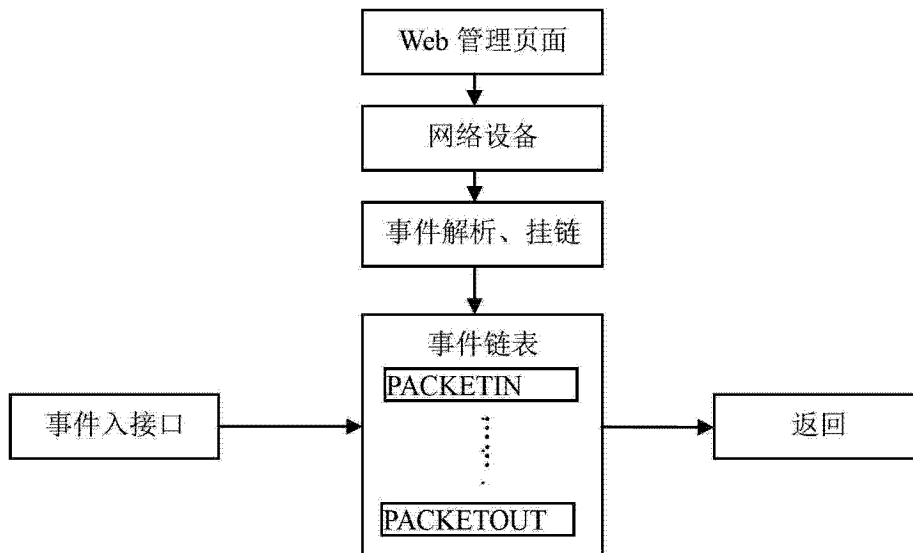 Web 管理页面
网络设备
事件解析、挂链
事件链表
PACKETIN
事件入接口
返回
PACKETOUT